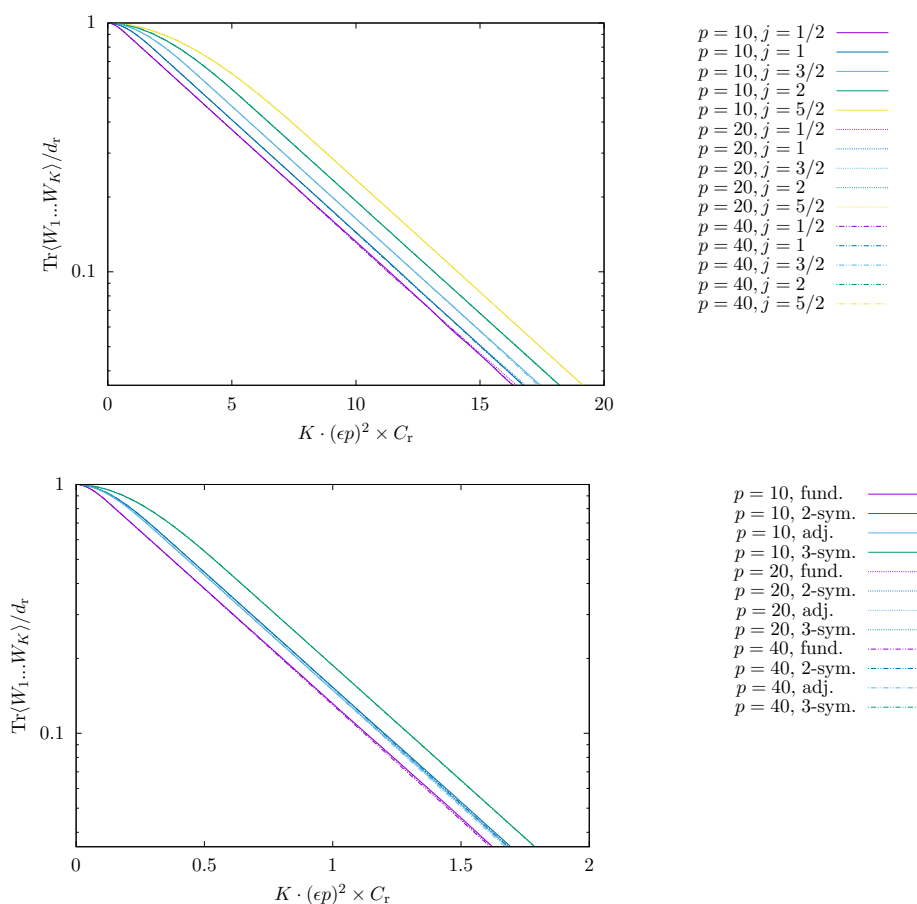 1
0.1
Tr⟨W₁...W_K⟩/d_r
0 5 10 15 20
K · (ϵp)² × C_r
p = 10, j = 1/2
p = 10, j = 1
p = 10, j = 3/2
p = 10, j = 2
p = 10, j = 5/2
p = 20, j = 1/2
p = 20, j = 1
p = 20, j = 3/2
p = 20, j = 2
p = 20, j = 5/2
p = 40, j = 1/2
p = 40, j = 1
p = 40, j = 3/2
p = 40, j = 2
p = 40, j = 5/2
1
0.1
Tr⟨W₁...W_K⟩/d_r
0 0.5 1 1.5 2
K · (ϵp)² × C_r
p = 10, fund.
p = 10, 2-sym.
p = 10, adj.
p = 10, 3-sym.
p = 20, fund.
p = 20, 2-sym.
p = 20, adj.
p = 20, 3-sym.
p = 40, fund.
p = 40, 2-sym.
p = 40, adj.
p = 40, 3-sym.